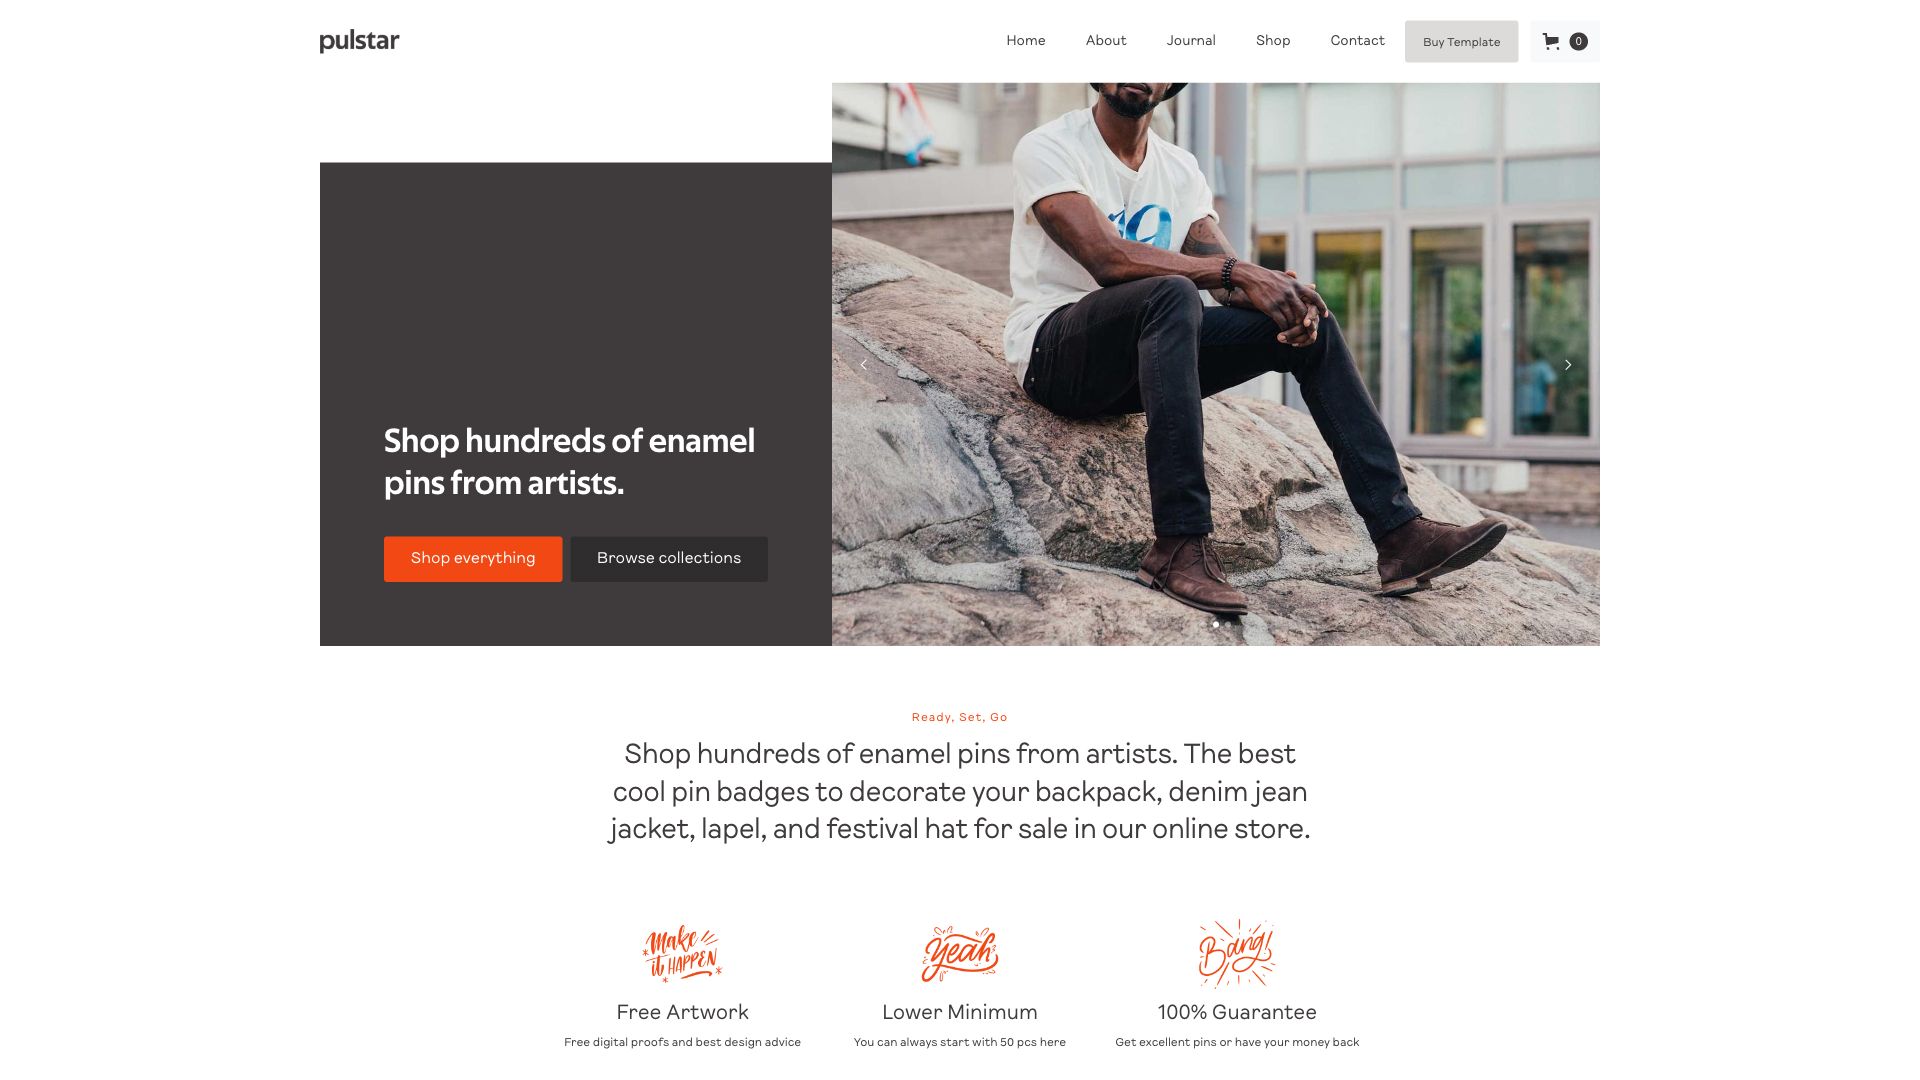 pulstar
Home
About
Journal
Shop
Contact
Buy Template
0
19
Shop hundreds of enamel
pins from artists.
Shop everything
Browse collections
Ready, Set, Go
Shop hundreds of enamel pins from artists. The best
cool pin badges to decorate your backpack, denim jean
jacket, lapel, and festival hat for sale in our online store.
Make
it HAPPEN
Yeah
Bang!
Free Artwork
Lower Minimum
100% Guarantee
Free digital proofs and best design advice
You can always start with 50 pcs here
Get excellent pins or have your money back